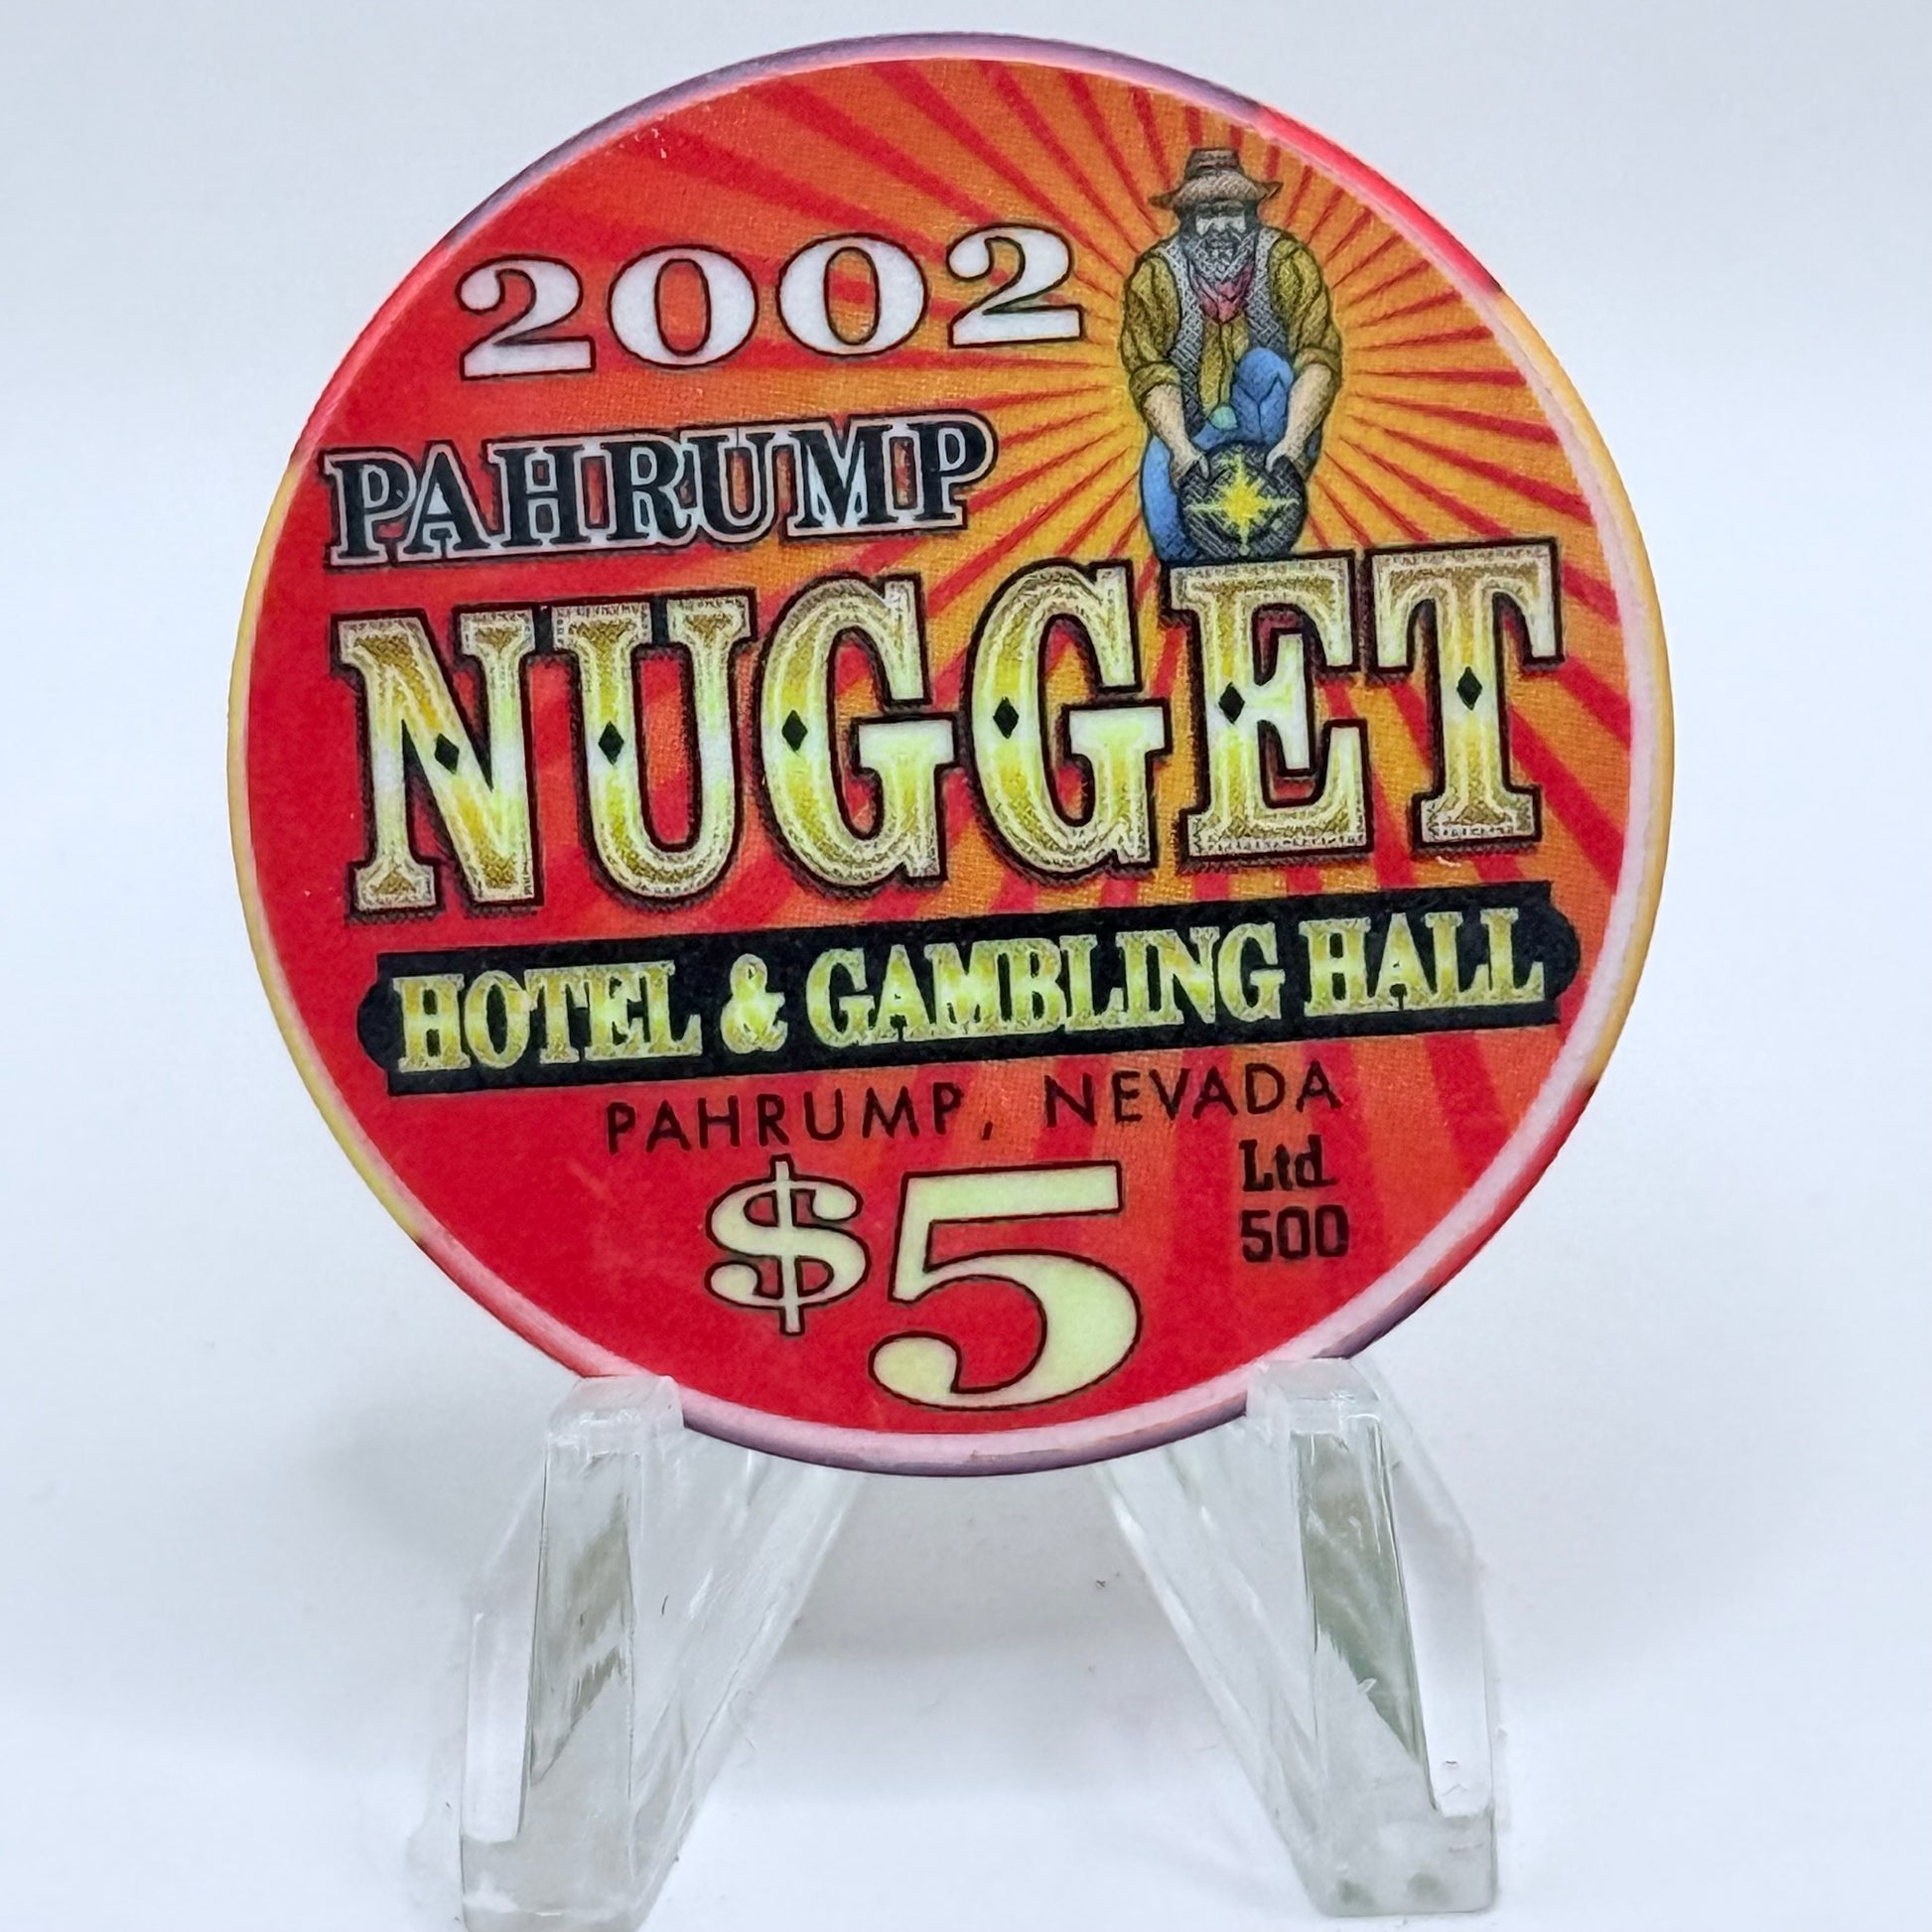 2002
PAHRUMP
NUGGET
HOTEL & GAMBLING HALL
PAHRUMP, NEVADA
$5
Ltd
500